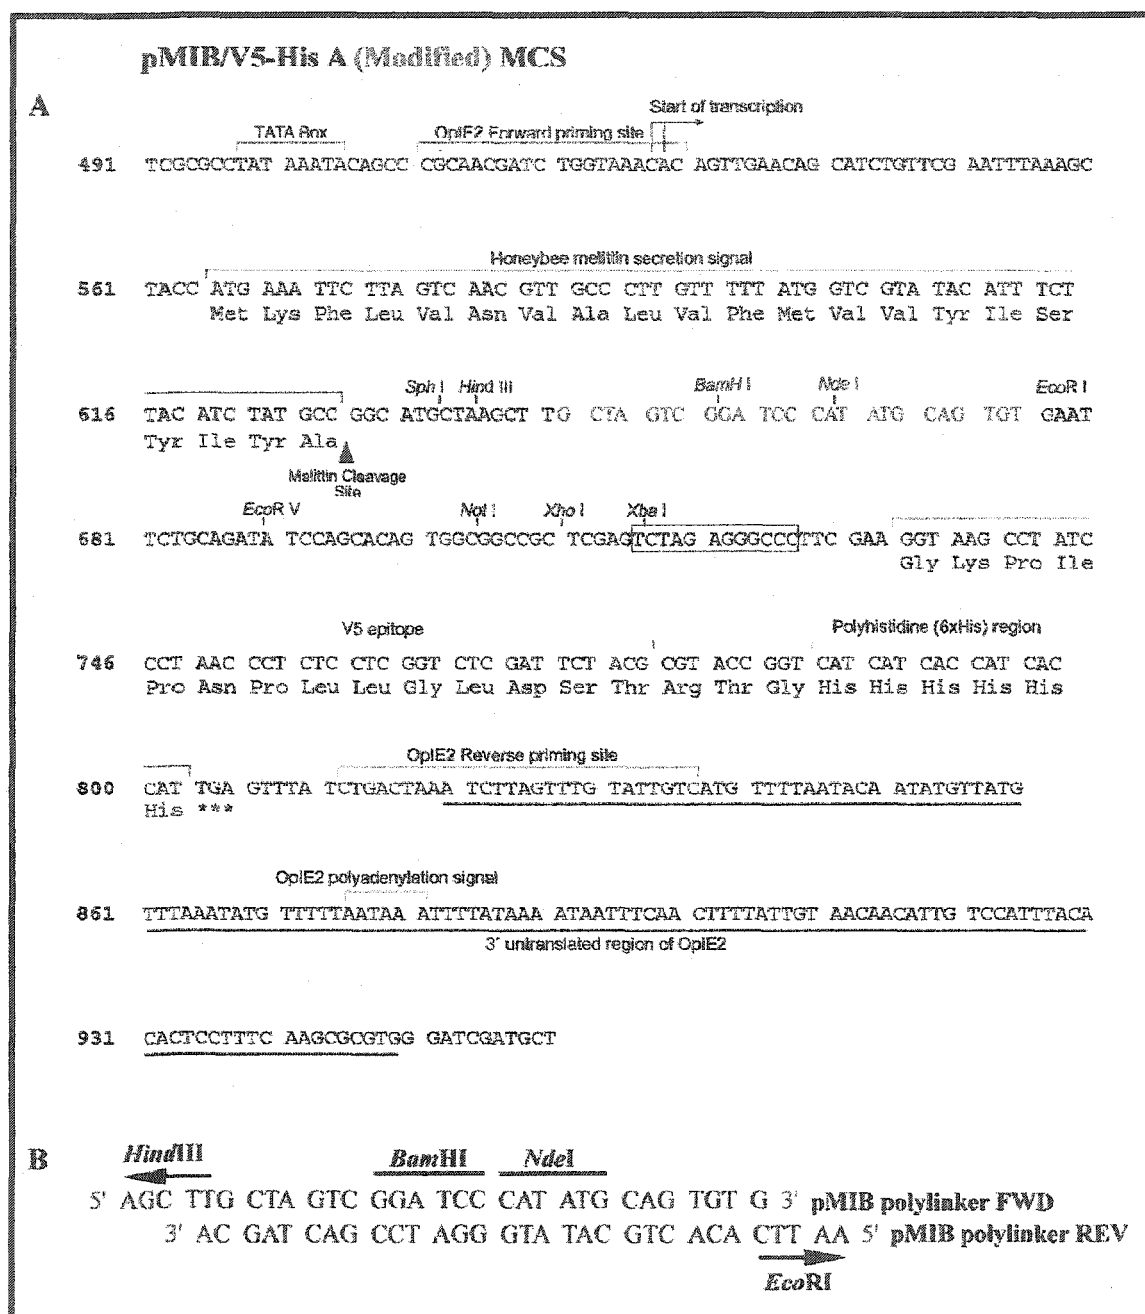 pMIB/V5-His A (Modified) MCS
A
Start of transcription
TATA Box
OpIE2 Forward priming site
491 TCGCGCCTAT AAATACAGCC CGCAACGATC TGGTAAACAC AGTTGAACAG CATCTGTTCG AATTTAAAGC
Honeybee melittin secretion signal
561 TACC ATG AAA TTC TTA GTC AAC GTT GCC CTT GTT TTT ATG GTC GTA TAC ATT TCT
Met Lys Phe Leu Val Asn Val Ala Leu Val Phe Met Val Val Tyr Ile Ser
Sph I Hind III BamH I Nde I EcoR I
616 TAC ATC TAT GCC GGC ATGCTAAGCT TG CTA GTC GGA TCC CAT ATG CAG TGT GAAT
Tyr Ile Tyr Ala
Melittin Cleavage
Site
EcoR V Not I Xho I Xba I
681 TCTGCAGATA TCCAGCACAG TGGCGGCCGC TCGAGTCTAG AGGGCCCTTC GAA GGT AAG CCT ATC
Gly Lys Pro Ile
V5 epitope
Polyhistidine (6xHis) region
746 CCT AAC CCT CTC CTC GGT CTC GAT TCT ACG CGT ACC GGT CAT CAT CAC CAT CAC
Pro Asn Pro Leu Leu Gly Leu Asp Ser Thr Arg Thr Gly His His His His His
OpIE2 Reverse priming site
800 CAT TGA GTTTAT CTGACTAAA ATCTTAGTTTG TATTGTCATG TTTTAATACA ATATGTTATG
His ***
OpIE2 polyadenylation signal
861 TTTAAATATG TTTTTAATAA ATTTTATAAA ATAATTTCAA CTTTTATTGT AACAACATTG TCCATTTACA
3´ untranslated region of OpIE2
931 CACTCCTTTC AAGCGCGTGG GATCGATGCT
B
HindIII BamHI NdeI
5' AGC TTG CTA GTC GGA TCC CAT ATG CAG TGT G 3' pMIB polylinker FWD
3' AC GAT CAG CCT AGG GTA TAC GTC ACA CTT AA 5' pMIB polylinker REV
EcoRI